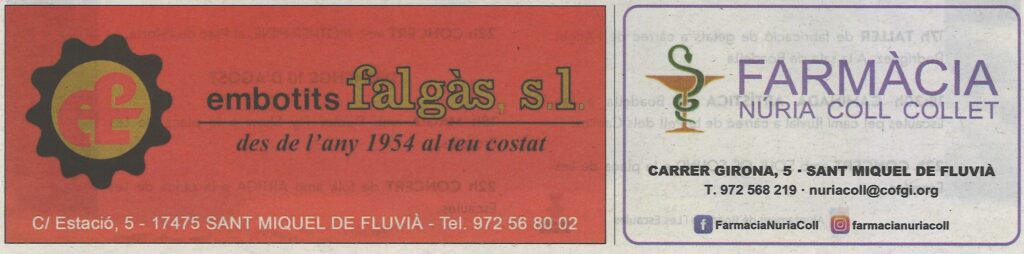 embotits falgàs, s.l.
des de l'any 1954 al teu costat
C/ Estació, 5 - 17475 SANT MIQUEL DE FLUVIÀ - Tel. 972 56 80 02
FARMÀCIA
NÚRIA COLL COLLET
CARRER GIRONA, 5 · SANT MIQUEL DE FLUVIÀ
T. 972 568 219 · nuriacoll@cofgi.org
FarmaciaNuriaColl farmacianuriacoll